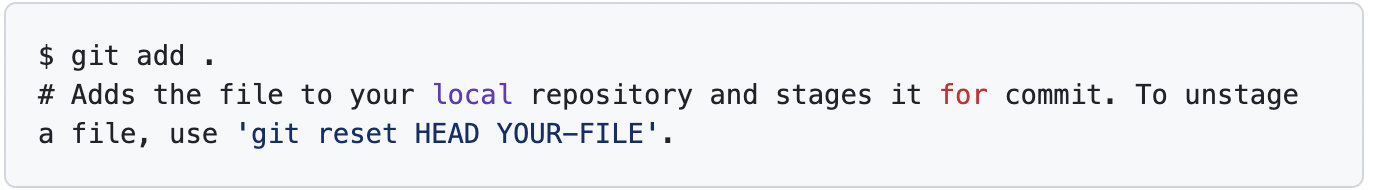 $ git add .
# Adds the file to your local repository and stages it for commit. To unstage
a file, use 'git reset HEAD YOUR-FILE'.